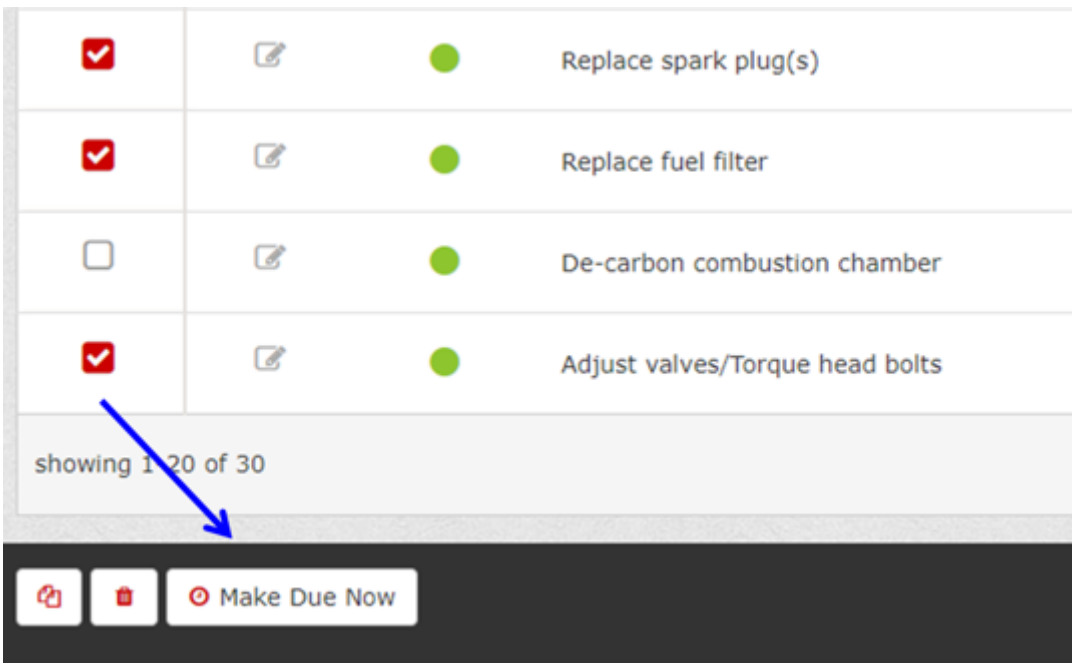 Replace spark plug(s)
Replace fuel filter
De-carbon combustion chamber
Adjust valves/Torque head bolts
showing 1-20 of 30
Make Due Now